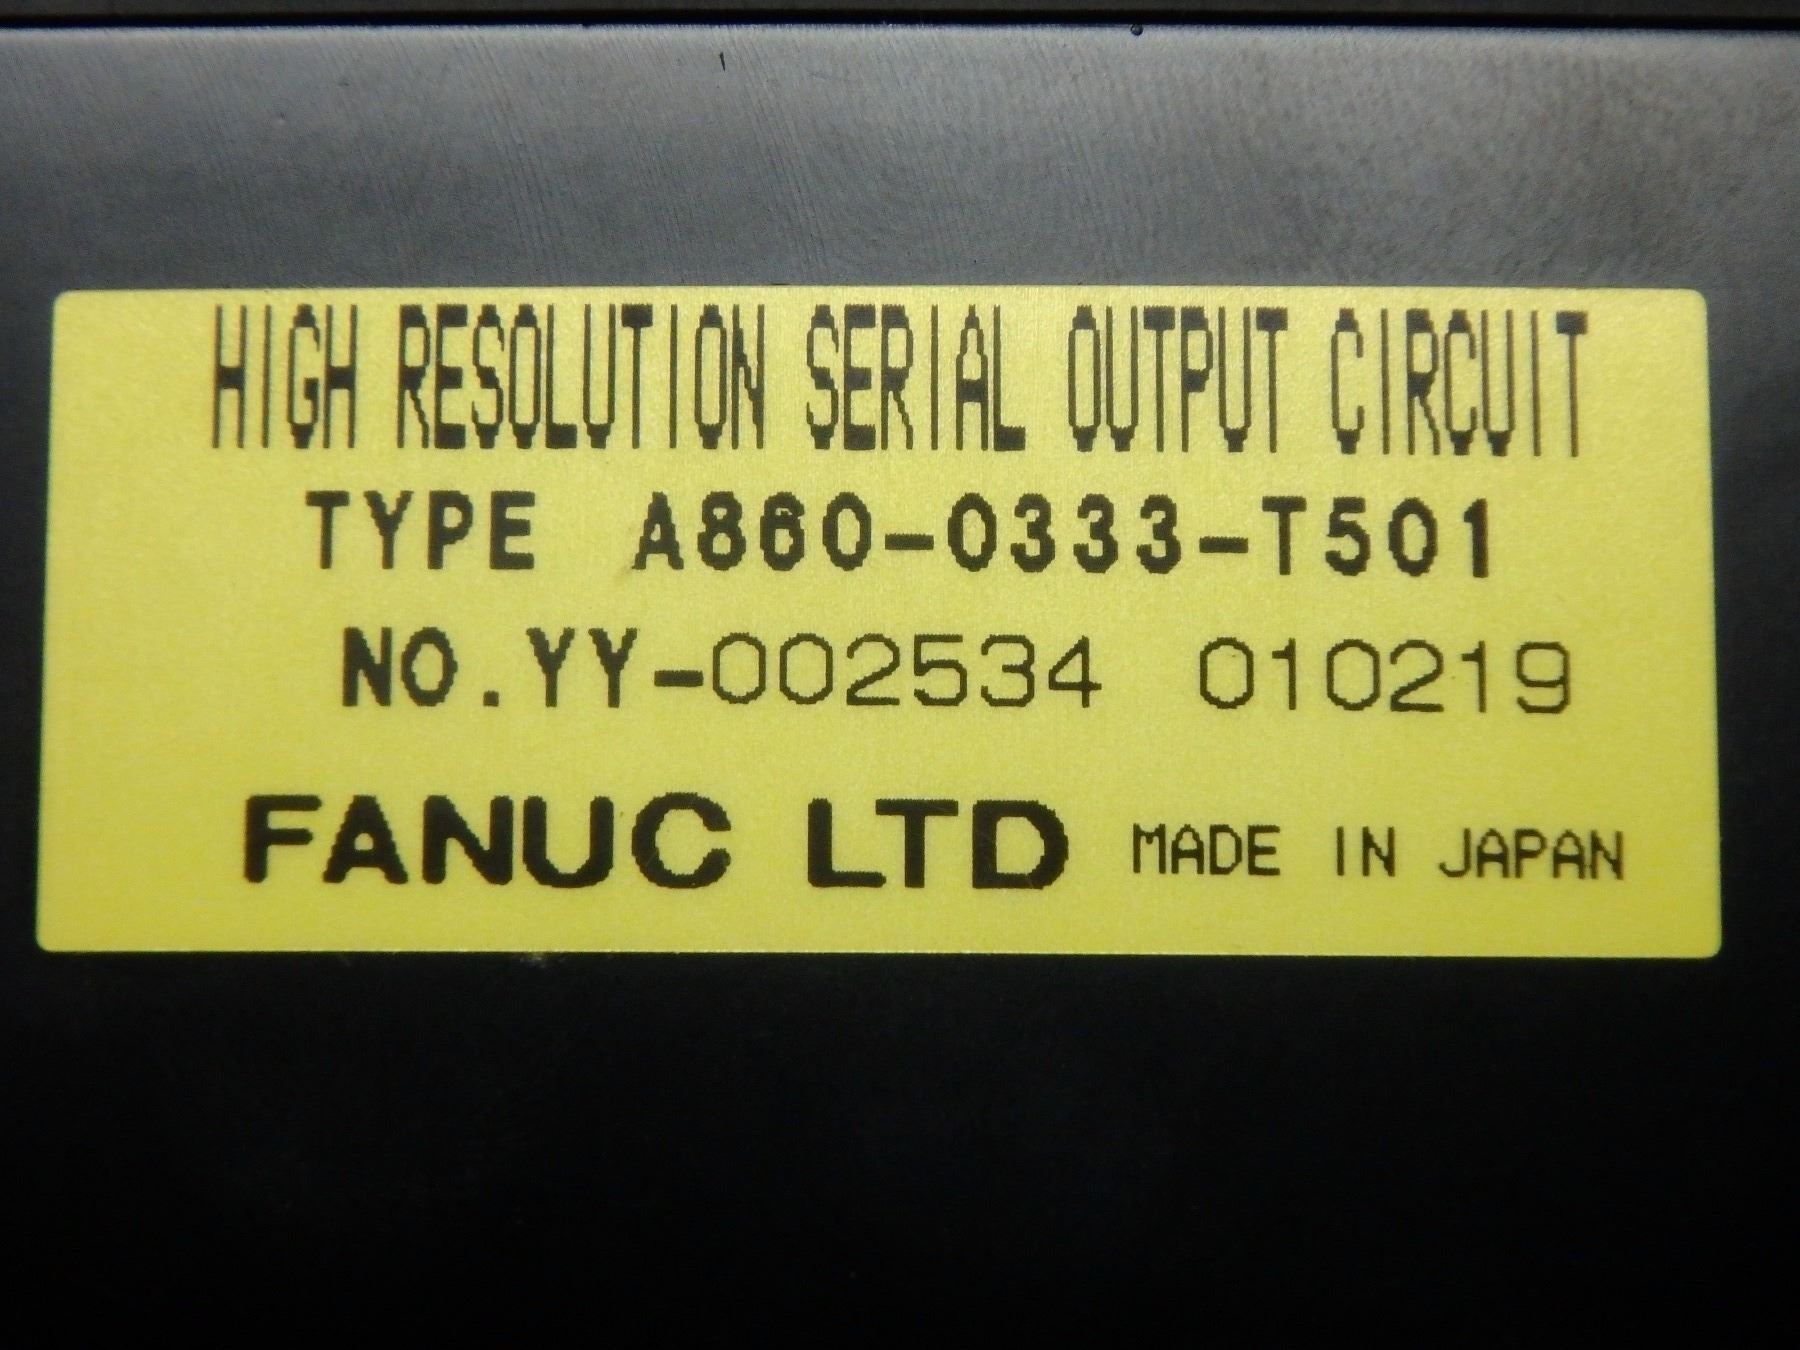 HIGH RESOLUTION SERIAL OUTPUT CIRCUIT
TYPE A860-0333-T501
NO.YY-002534 010219
FANUC LTD MADE IN JAPAN